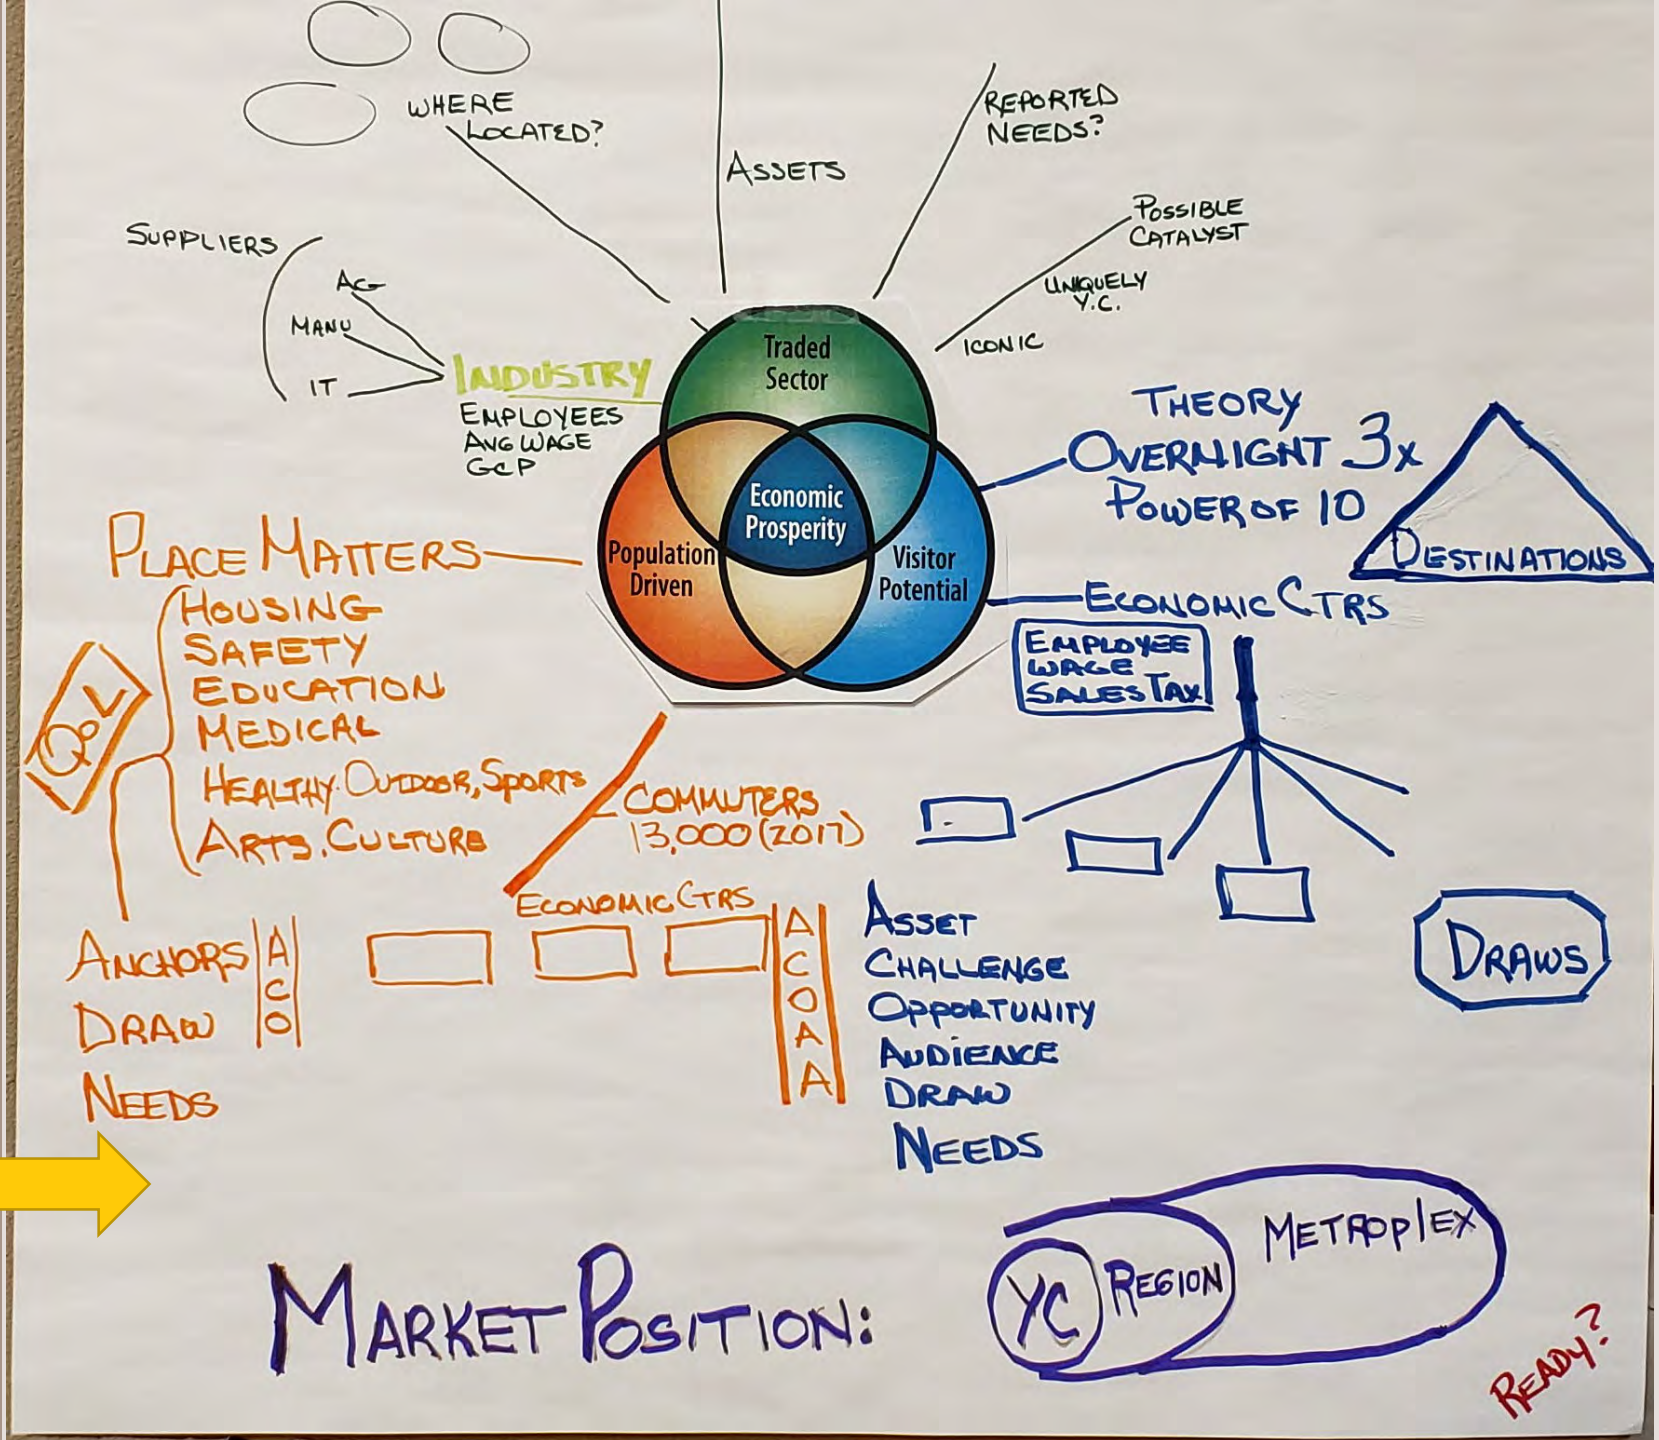 WHERE
LOCATED?
ASSETS
REPORTED
NEEDS?
POSSIBLE
CATALYST
UNIQUELY
Y.C.
ICONIC
SUPPLIERS
AG
MANU
IT
INDUSTRY
EMPLOYEES
AVG WAGE
GCP
Traded
Sector
Economic
Prosperity
Population
Driven
Visitor
Potential
THEORY
OVERNIGHT 3X
POWER OF 10
DESTINATIONS
ECONOMIC CTRS
EMPLOYEE
WAGE
SALES TAX
DRAWS
PLACE MATTERS
HOUSING
SAFETY
EDUCATION
MEDICAL
HEALTHY. OUTDOOR, SPORTS
ARTS, CULTURE
QoL
COMMUTERS
13,000 (2017)
ECONOMIC CTRS
ANCHORS
DRAW
NEEDS
A
C
O
A
C
O
A
A
ASSET
CHALLENGE
OPPORTUNITY
AUDIENCE
DRAW
NEEDS
MARKET POSITION:
YC
REGION
METROPLEX
READY?